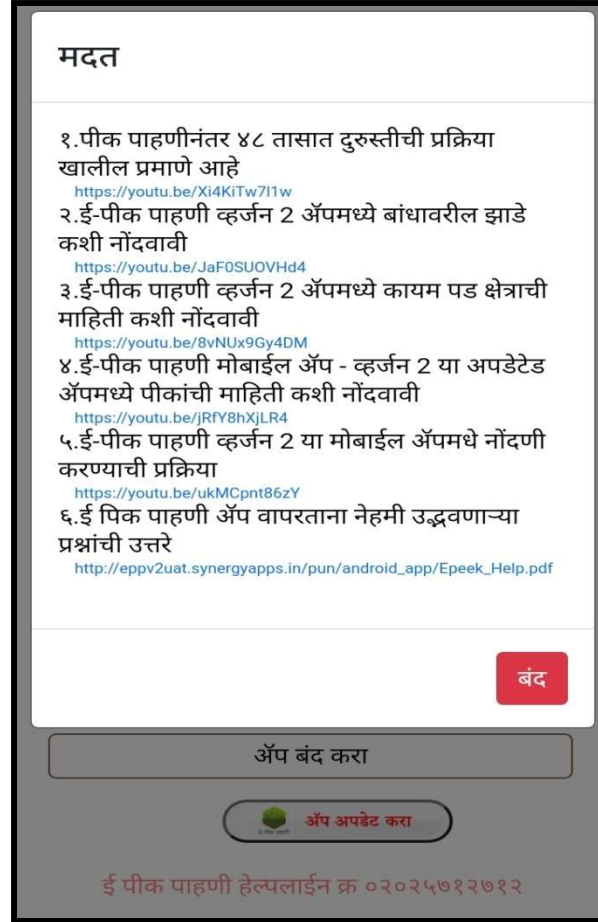 मदत
१.पीक पाहणीनंतर ४८ तासात दुरुस्तीची प्रक्रिया
खालील प्रमाणे आहे
https://youtu.be/Xi4KiTw7I1w
२.ई-पीक पाहणी व्हर्जन 2 ॲपमध्ये बांधावरील झाडे
कशी नोंदवावी
https://youtu.be/JaF0SUOVHd4
३.ई-पीक पाहणी व्हर्जन 2 ॲपमध्ये कायम पड क्षेत्राची
माहिती कशी नोंदवावी
https://youtu.be/8vNUx9Gy4DM
४.ई-पीक पाहणी मोबाईल ॲप - व्हर्जन 2 या अपडेटेड
ॲपमध्ये पीकांची माहिती कशी नोंदवावी
https://youtu.be/jRfY8hXjLR4
५.ई-पीक पाहणी व्हर्जन 2 या मोबाईल ॲपमधे नोंदणी
करण्याची प्रक्रिया
https://youtu.be/ukMCpnt86zY
६.ई पिक पाहणी ॲप वापरताना नेहमी उद्भवणाऱ्या
प्रश्नांची उत्तरे
http://eppv2uat.synergyapps.in/pun/android_app/Epeek_Help.pdf
बंद
ॲप बंद करा
ॲप अपडेट करा
ई पीक पाहणी हेल्पलाईन क्र ०२०२५७१२७१२